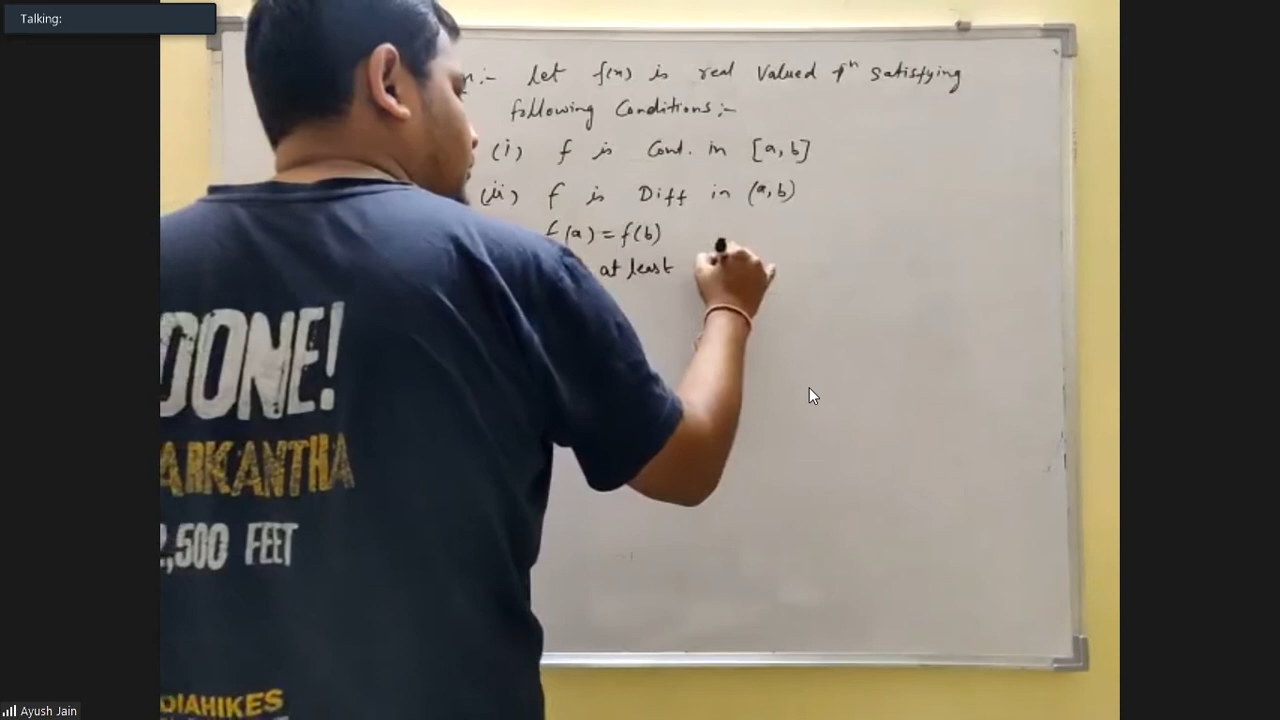 Talking:
:- let f(x) is real Valued fⁿ satisfying
following Conditions :-
(i) f is Cont. in [a, b]
(ii) f is Diff in (a, b)
f(a) = f(b)
at least
DONE!
ARKANTHA
2,500 FEET
DIAHIKES
Ayush Jain